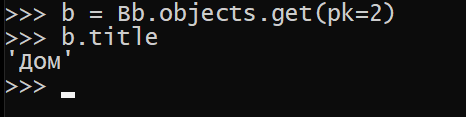 >>> b = Bb.objects.get(pk=2)
>>> b.title
'Дом'
>>>